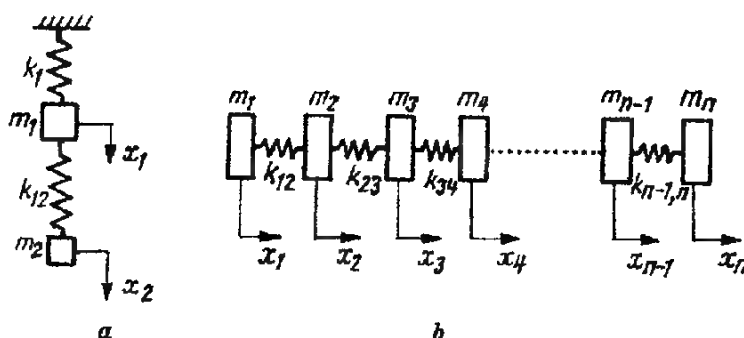 k₁
m₁
x₁
k₁₂
m₂
x₂
a
m₁ m₂ m₃ m₄ mₙ₋₁ mₙ
k₁₂ k₂₃ k₃₄ kₙ₋₁,ₙ
x₁ x₂ x₃ x₄ xₙ₋₁ xₙ
b